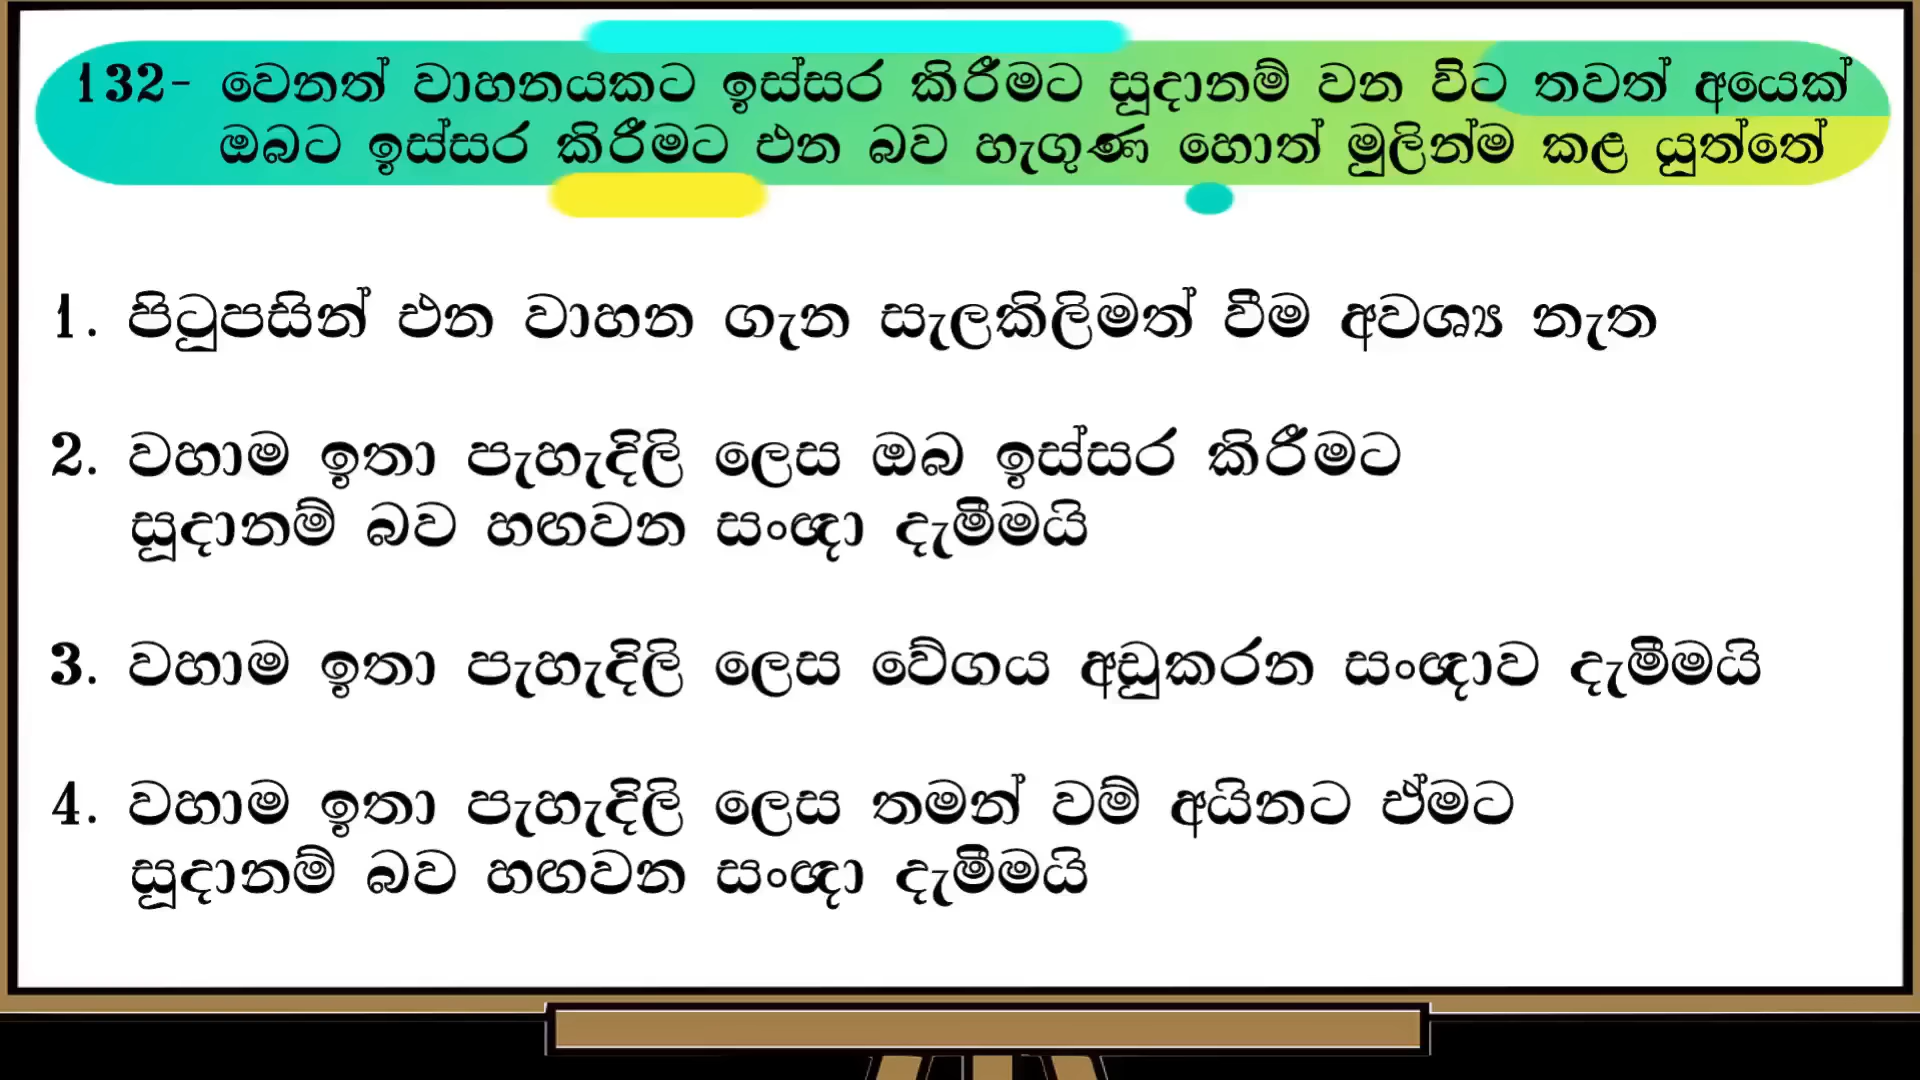 132- වෙනත් වාහනයකට ඉස්සර කිරීමට සූදානම් වන විට තවත් අයෙක්
ඔබට ඉස්සර කිරීමට එන බව හැඟුණ හොත් මූලින්ම කළ යූත්තේ
1. පිටුපසින් එන වාහන ගැන සැලකිලිමත් වීම අවශ්‍ය නැත
2. වහාම ඉතා පැහැදිලි ලෙස ඔබ ඉස්සර කිරීමට
සූදානම් බව හඟවන සංඥා දැමීමයි
3. වහාම ඉතා පැහැදිලි ලෙස වේගය අඩුකරන සංඥාව දැමීමයි
4. වහාම ඉතා පැහැදිලි ලෙස තමන් වම් අයිනට ඒමට
සූදානම් බව හඟවන සංඥා දැමීමයි